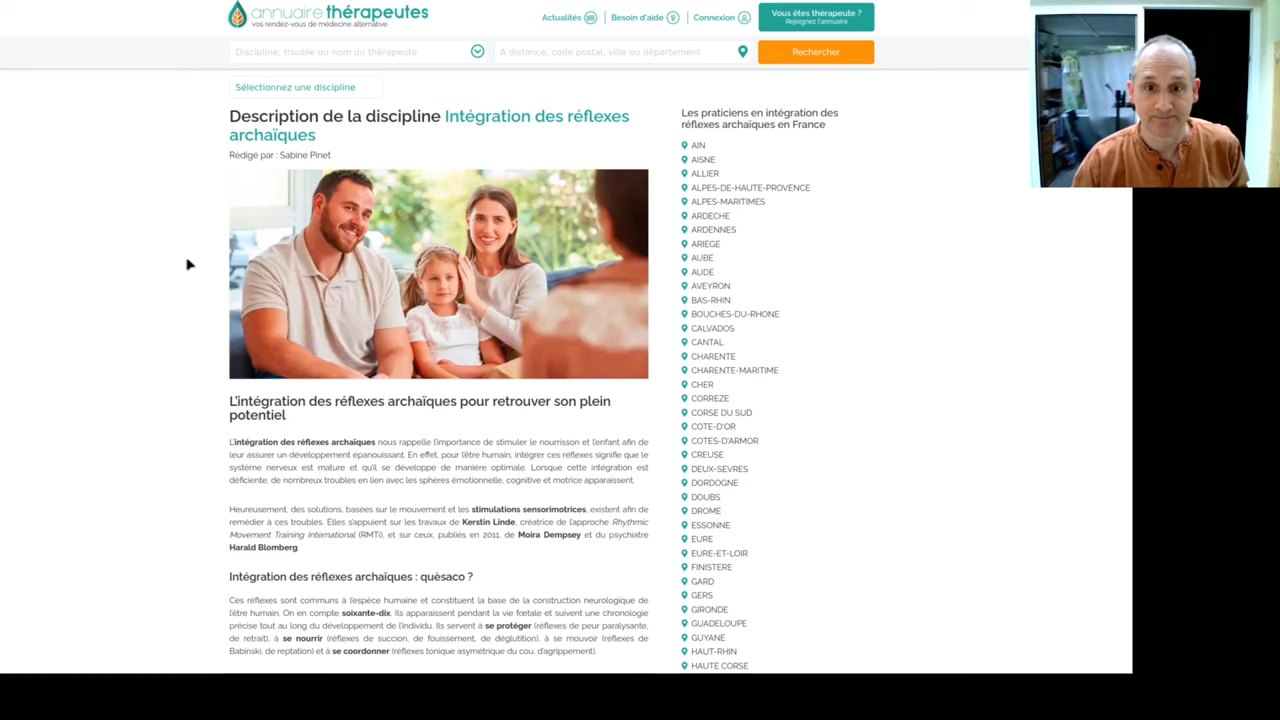 annuaire thérapeutes
vos rendez-vous de médecine alternative
Actualités
Besoin d'aide
Connexion
Vous êtes thérapeute ?
Rejoignez l'annuaire
Discipline, trouble ou nom du thérapeute
A distance, code postal, ville ou département
Rechercher
Sélectionnez une discipline
Description de la discipline Intégration des réflexes
archaïques
Rédigé par : Sabine Pinet
L'intégration des réflexes archaïques pour retrouver son plein
potentiel
L'intégration des réflexes archaïques nous rappelle l'importance de stimuler le nourrisson et l'enfant afin de
leur assurer un développement épanouissant. En effet, pour l'être humain, intégrer ces réflexes signifie que le
système nerveux est mature et qu'il se développe de manière optimale. Lorsque cette intégration est
déficiente, de nombreux troubles en lien avec les sphères émotionnelle, cognitive et motrice apparaissent.
Heureusement, des solutions, basées sur le mouvement et les stimulations sensorimotrices, existent afin de
remédier à ces troubles. Elles s'appuient sur les travaux de Kerstin Linde, créatrice de l'approche Rhythmic
Movement Training International (RMTi), et sur ceux, publiés en 2011, de Moira Dempsey et du psychiatre
Harald Blomberg.
Intégration des réflexes archaïques : quèsaco ?
Ces réflexes sont communs à l'espèce humaine et constituent la base de la construction neurologique de
l'être humain. On en compte soixante-dix. Ils apparaissent pendant la vie fœtale et suivent une chronologie
précise tout au long du développement de l'individu. Ils servent à se protéger (réflexes de peur paralysante,
de retrait), à se nourrir (réflexes de succion, de fouissement, de déglutition), à se mouvoir (réflexes de
Babinski, de reptation) et à se coordonner (réflexes tonique asymétrique du cou, d'agrippement).
Les praticiens en intégration des
réflexes archaïques en France
AIN
AISNE
ALLIER
ALPES-DE-HAUTE-PROVENCE
ALPES-MARITIMES
ARDECHE
ARDENNES
ARIEGE
AUBE
AUDE
AVEYRON
BAS-RHIN
BOUCHES-DU-RHONE
CALVADOS
CANTAL
CHARENTE
CHARENTE-MARITIME
CHER
CORREZE
CORSE DU SUD
COTE-D'OR
COTES-D'ARMOR
CREUSE
DEUX-SEVRES
DORDOGNE
DOUBS
DROME
ESSONNE
EURE
EURE-ET-LOIR
FINISTERE
GARD
GERS
GIRONDE
GUADELOUPE
GUYANE
HAUT-RHIN
HAUTE CORSE